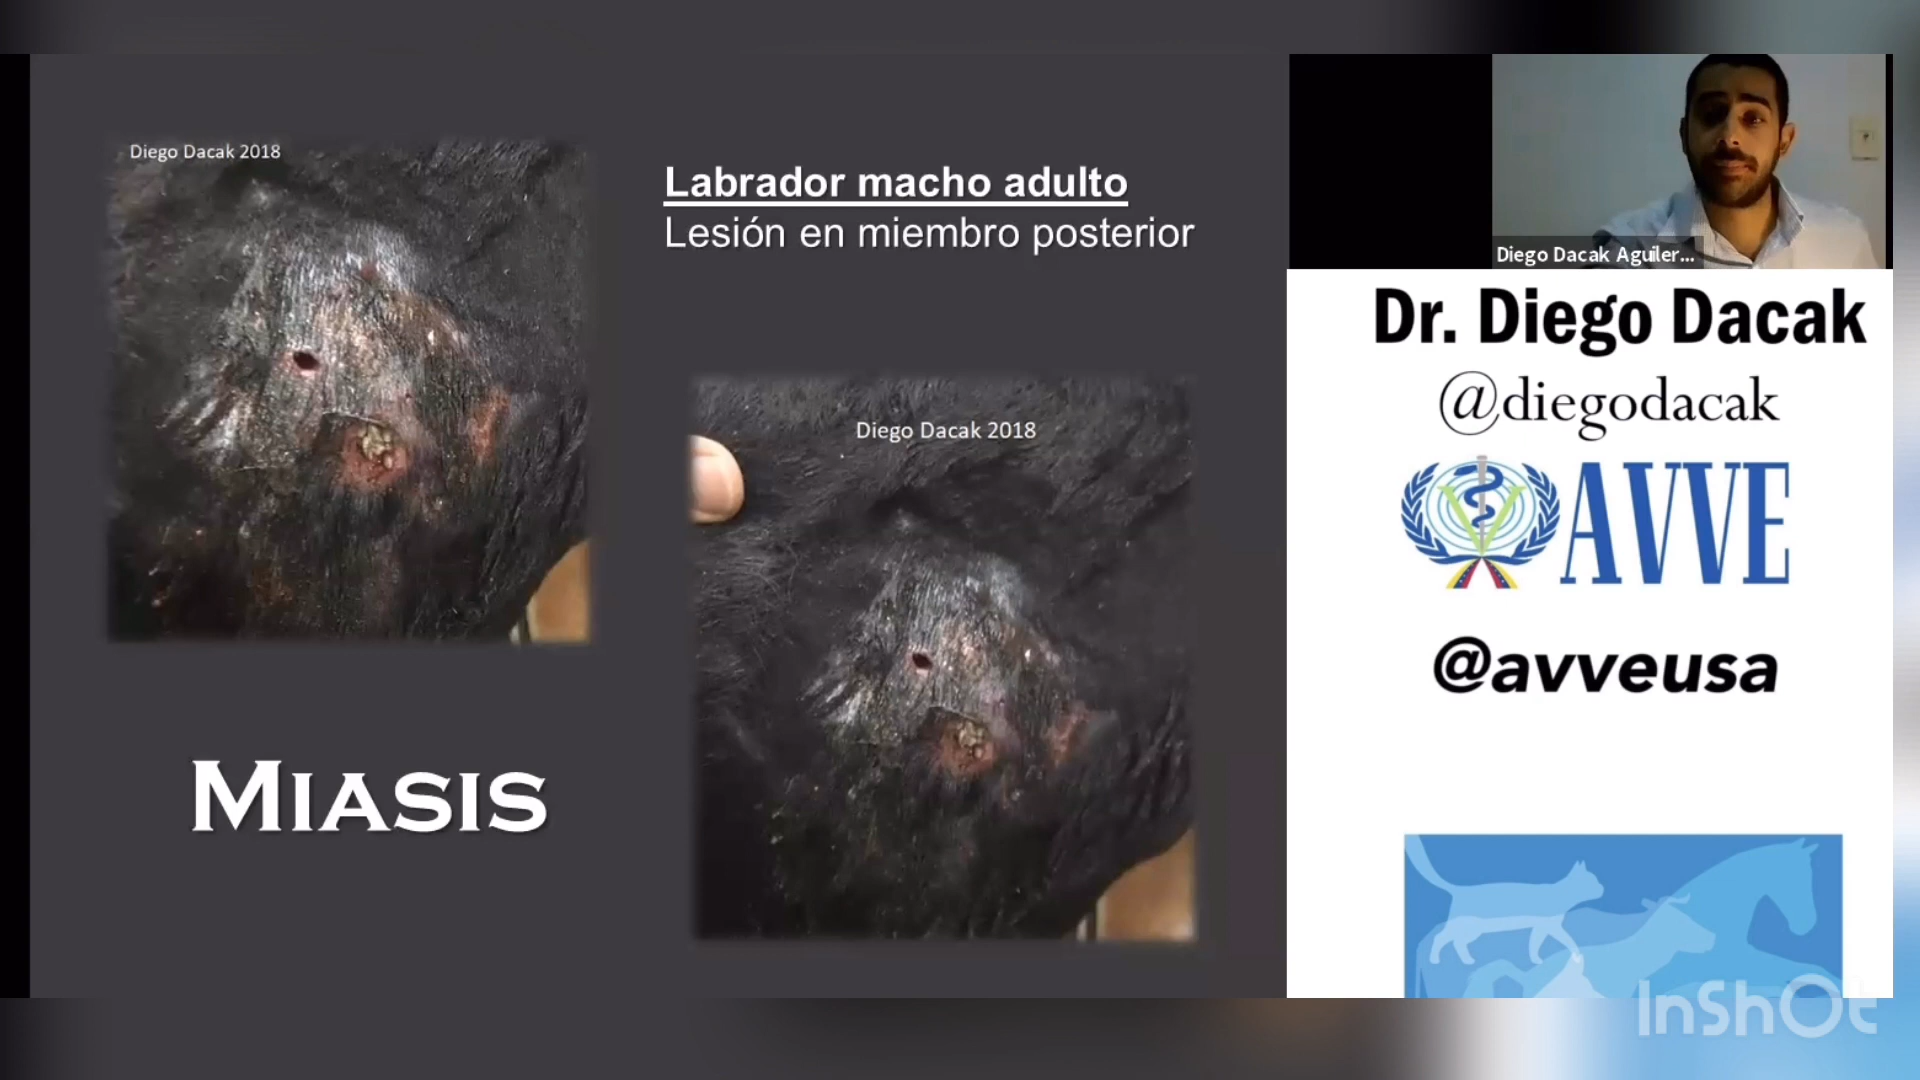 Diego Dacak 2018
Labrador macho adulto
Lesión en miembro posterior
Diego Dacak 2018
MIASIS
Diego Dacak Aguiler...
Dr. Diego Dacak
@diegodacak
AVVE
@avveusa
InShOt